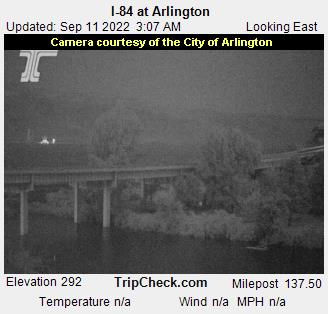 I-84 at Arlington
Updated: Sep 11 2022 3:07 AM Looking East
Camera courtesy of the City of Arlington
Elevation 292 TripCheck.com Milepost 137.50
Temperature n/a Wind n/a MPH n/a